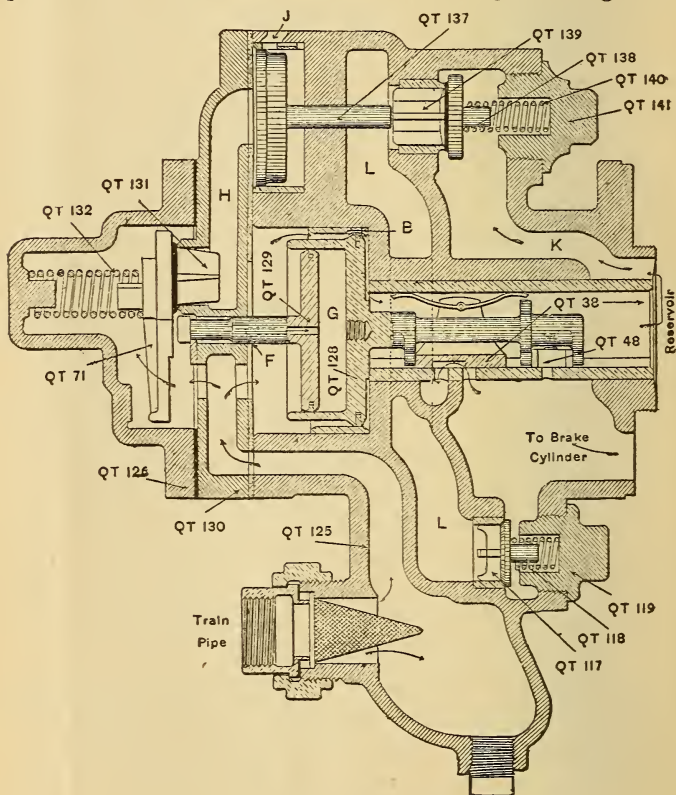 J
QT 137
QT 139
QT 138
QT 140
QT 141
QT 131
QT 132
H
L
B
K
QT 129
G
QT 128
F
QT 38
QT 48
Reservoir
QT 71
To Brake
Cylinder
QT 126
QT 130
QT 125
L
QT 119
QT 118
QT 117
Train
Pipe